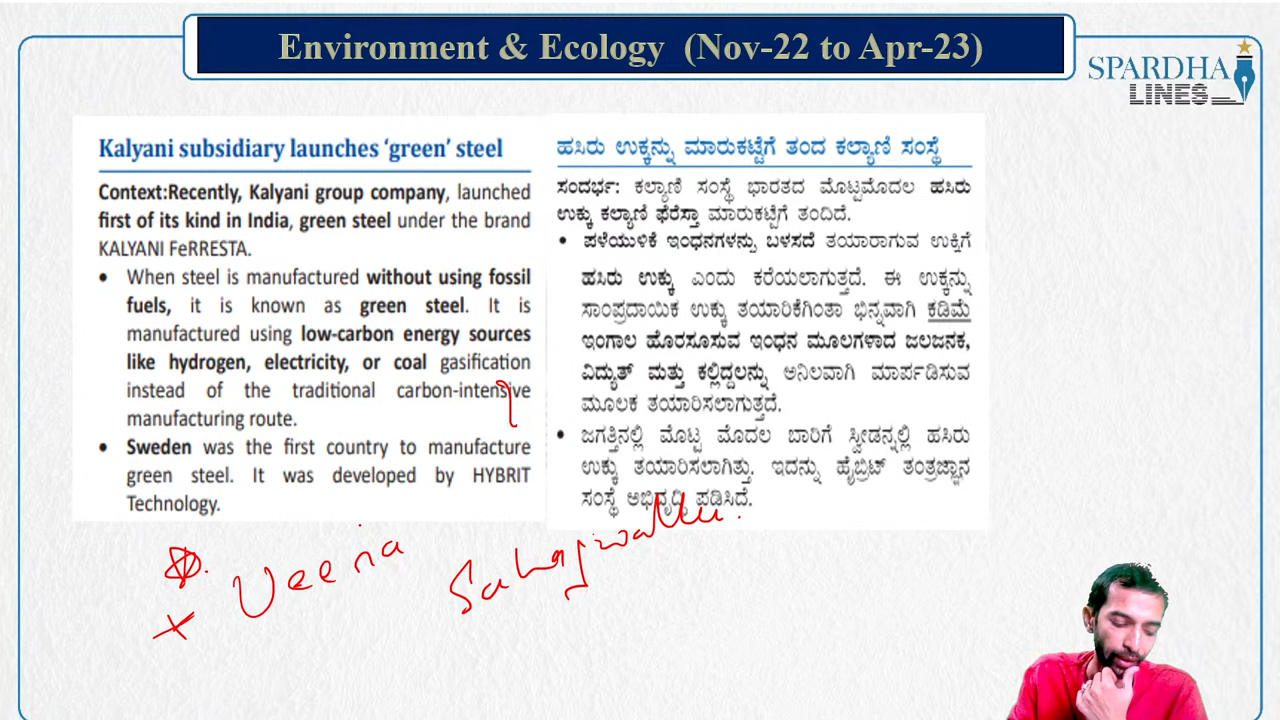 Environment & Ecology (Nov-22 to Apr-23)
SPARDHA
LINES
Kalyani subsidiary launches ‘green’ steel
Context:Recently, Kalyani group company, launched
first of its kind in India, green steel under the brand
KALYANI FeRRESTA.
• When steel is manufactured without using fossil
fuels, it is known as green steel. It is
manufactured using low-carbon energy sources
like hydrogen, electricity, or coal gasification
instead of the traditional carbon-intensive
manufacturing route.
• Sweden was the first country to manufacture
green steel. It was developed by HYBRIT
Technology.
ಹಸಿರು ಉಕ್ಕನ್ನು ಮಾರುಕಟ್ಟೆಗೆ ತಂದ ಕಲ್ಯಾಣಿ ಸಂಸ್ಥೆ
ಸಂದರ್ಭ: ಕಲ್ಯಾಣಿ ಸಂಸ್ಥೆ ಭಾರತದ ಮೊಟ್ಟಮೊದಲ ಹಸಿರು
ಉಕ್ಕು ಕಲ್ಯಾಣಿ ಫೆರೆಸ್ತಾ ಮಾರುಕಟ್ಟೆಗೆ ತಂದಿದೆ.
• ಪಳೆಯುಳಿಕೆ ಇಂಧನಗಳನ್ನು ಬಳಸದೆ ತಯಾರಾಗುವ ಉಕ್ಕಿಗೆ
ಹಸಿರು ಉಕ್ಕು ಎಂದು ಕರೆಯಲಾಗುತ್ತದೆ. ಈ ಉಕ್ಕನ್ನು
ಸಾಂಪ್ರದಾಯಿಕ ಉಕ್ಕು ತಯಾರಿಕೆಗಿಂತಾ ಭಿನ್ನವಾಗಿ ಕಡಿಮೆ
ಇಂಗಾಲ ಹೊರಸೂಸುವ ಇಂಧನ ಮೂಲಗಳಾದ ಜಲಜನಕ,
ವಿದ್ಯುತ್ ಮತ್ತು ಕಲ್ಲಿದ್ದಲನ್ನು ಅನಿಲವಾಗಿ ಮಾರ್ಪಡಿಸುವ
ಮೂಲಕ ತಯಾರಿಸಲಾಗುತ್ತದೆ.
• ಜಗತ್ತಿನಲ್ಲಿ ಮೊಟ್ಟ ಮೊದಲ ಬಾರಿಗೆ ಸ್ವೀಡನ್ನಲ್ಲಿ ಹಸಿರು
ಉಕ್ಕು ತಯಾರಿಸಲಾಗಿತ್ತು. ಇದನ್ನು ಹೈಬ್ರಿಟ್ ತಂತ್ರಜ್ಞಾನ
ಸಂಸ್ಥೆ ಅಭಿವೃದ್ಧಿ ಪಡಿಸಿದೆ.
Veena Sahajwalla.